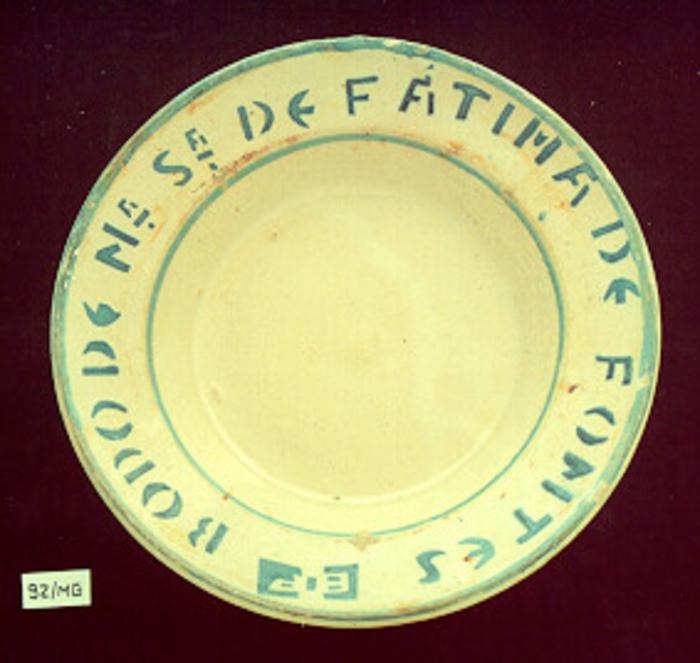 BODO DE Nª Sª DE FÁTIMA DE FONTES
92/MG